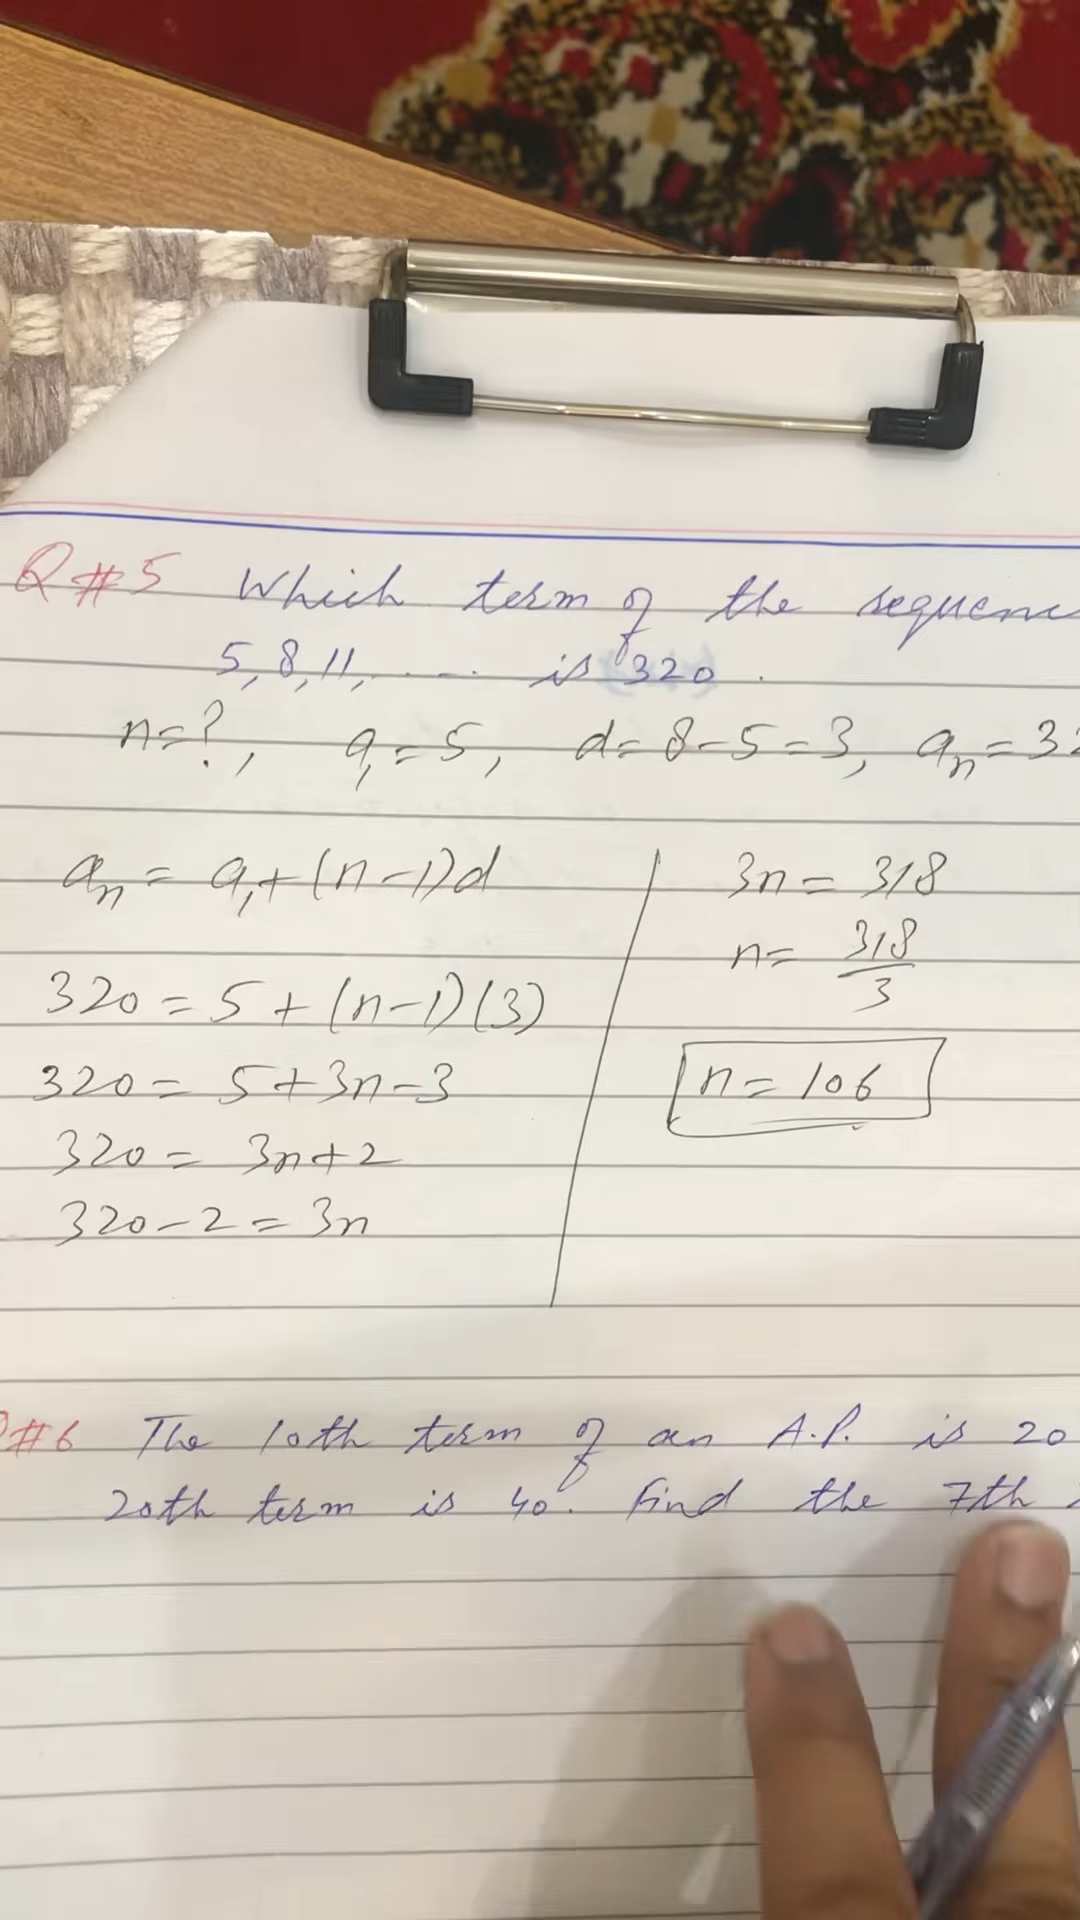 Q#5 Which term of the sequenc
5, 8, 11, .... is 320.
n=?, a₁=5, d=8-5=3, aₙ=32
aₙ = a₁+(n-1)d
320 = 5+(n-1)(3)
320 = 5+3n-3
320 = 3n+2
320-2 = 3n
3n = 318
n = 318/3
n = 106
#6 The 10th term of an A.P. is 20
20th term is 40. Find the 7th